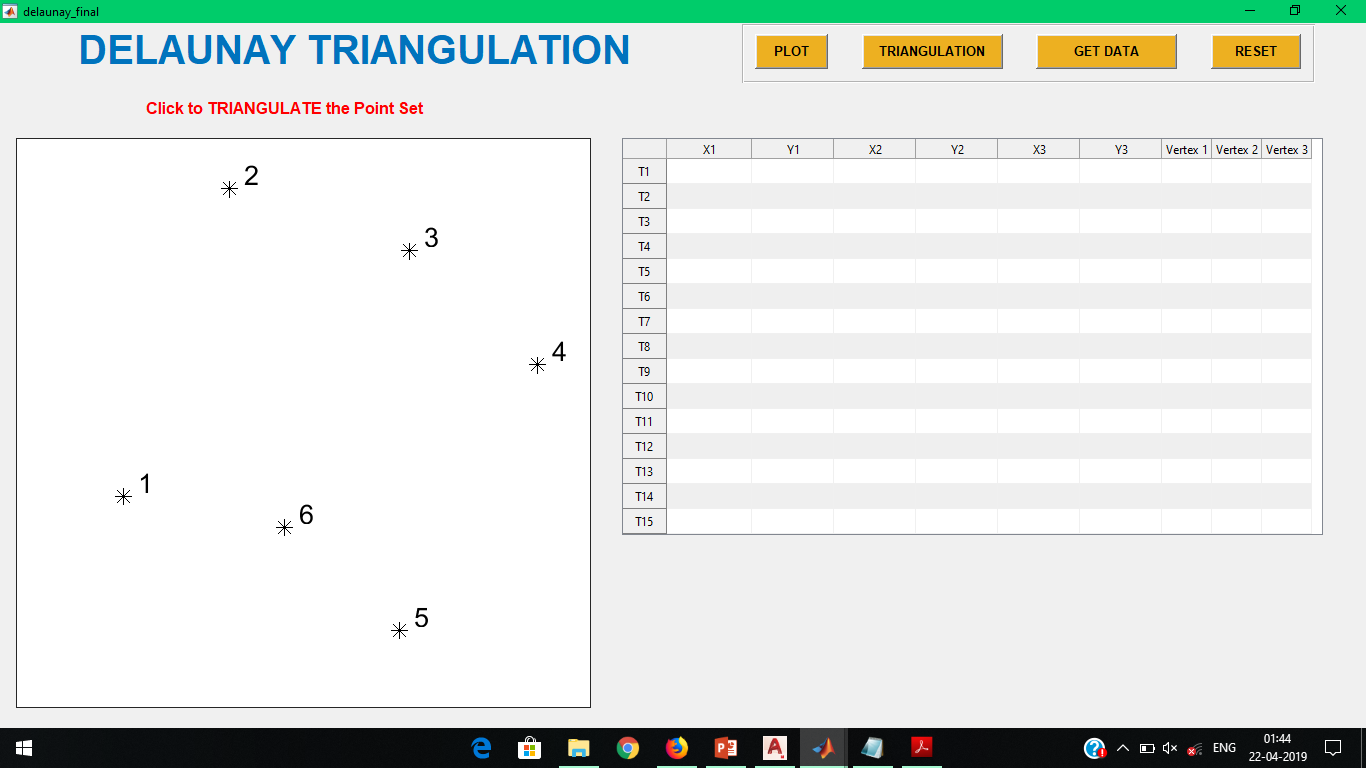 delaunay_final
DELAUNAY TRIANGULATION
PLOT TRIANGULATION GET DATA RESET
Click to TRIANGULATE the Point Set
2
3
4
1
6
5
X1 Y1 X2 Y2 X3 Y3 Vertex 1 Vertex 2 Vertex 3
T1
T2
T3
T4
T5
T6
T7
T8
T9
T10
T11
T12
T13
T14
T15
ENG
01:44
22-04-2019